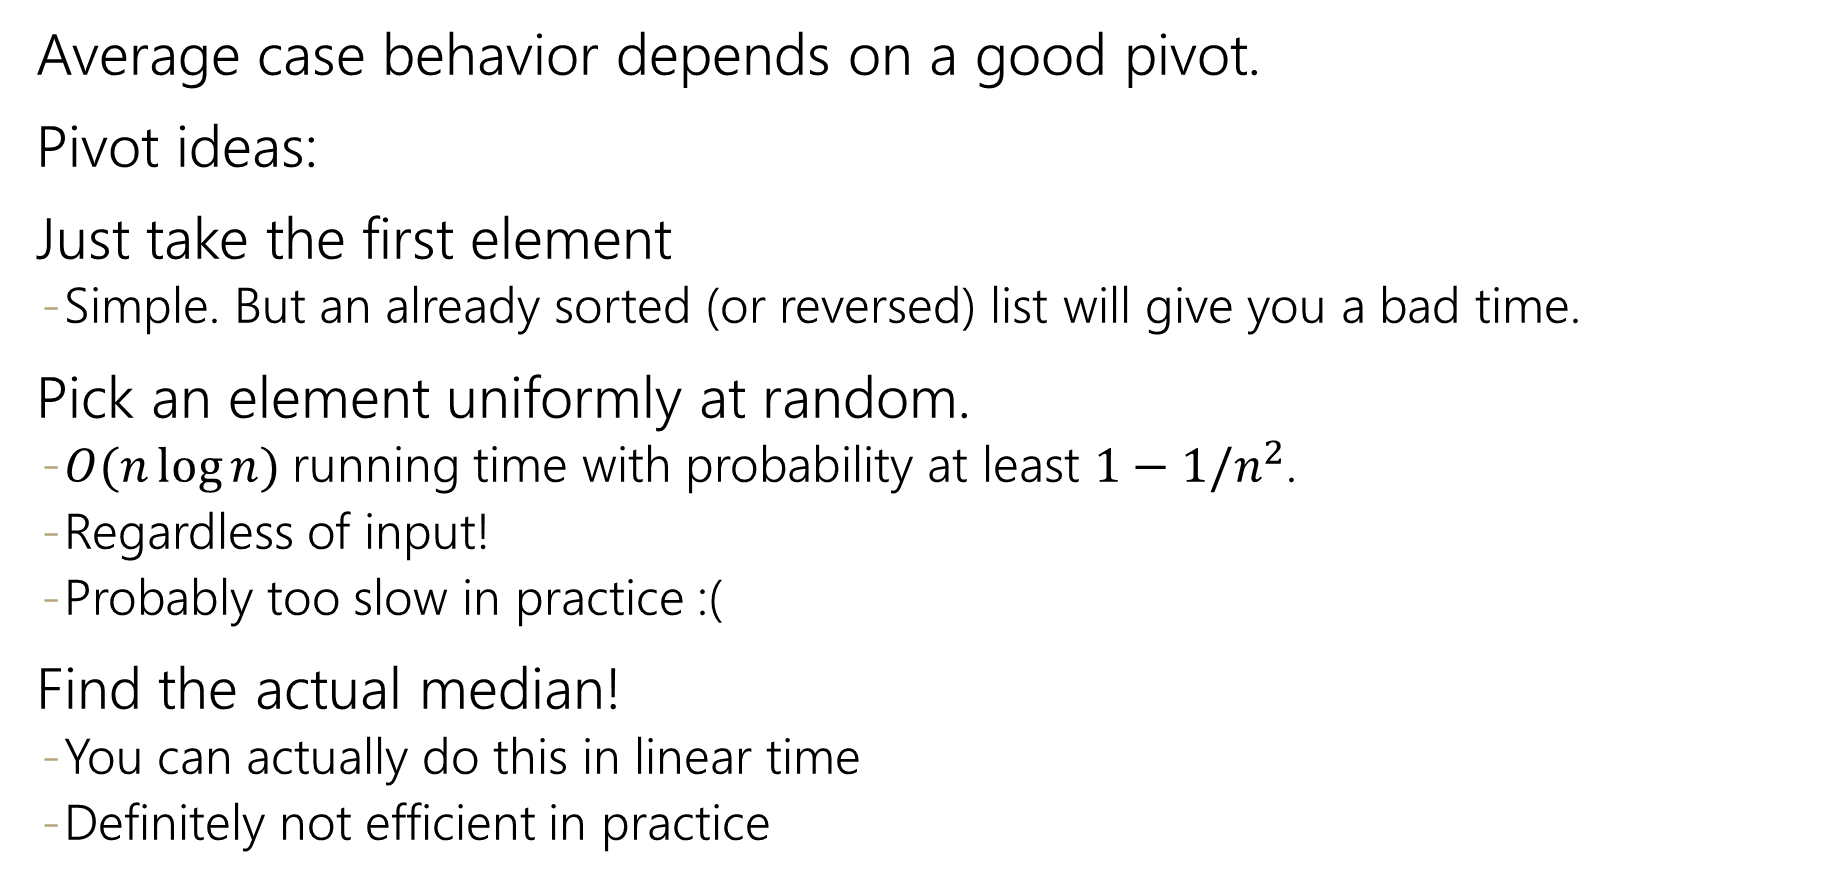 Average case behavior depends on a good pivot.
Pivot ideas:
Just take the first element
-Simple. But an already sorted (or reversed) list will give you a bad time.
Pick an element uniformly at random.
-𝑂(𝑛 log 𝑛) running time with probability at least 1 − 1/𝑛².
-Regardless of input!
-Probably too slow in practice :(
Find the actual median!
-You can actually do this in linear time
-Definitely not efficient in practice